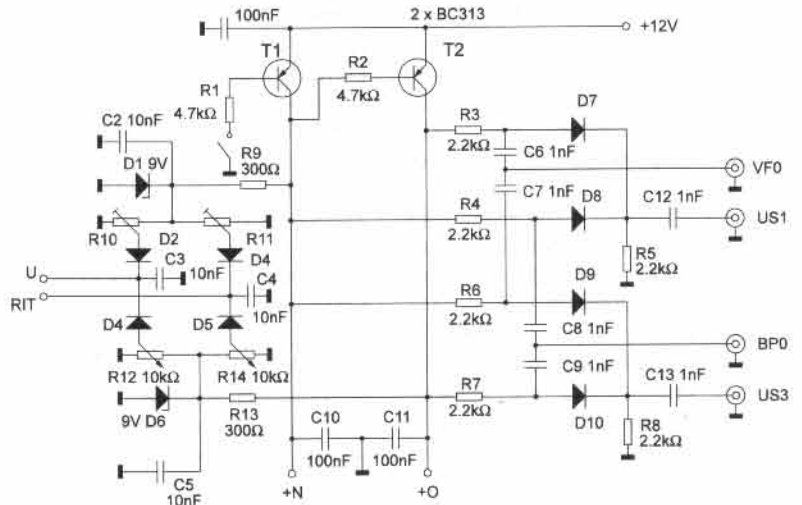 100nF
2 x BC313
+12V
T1
T2
R1
4.7kΩ
R2
4.7kΩ
C2 10nF
D1 9V
R9
300Ω
R3
2.2kΩ
D7
C6 1nF
C7 1nF
VF0
R10
D2
R11
R4
2.2kΩ
D8
C12 1nF
US1
C3
10nF
D4
U
RIT
C4
10nF
R5
2.2kΩ
R6
2.2kΩ
D9
D4
D5
C8 1nF
C9 1nF
BP0
R12 10kΩ
R14 10kΩ
R7
2.2kΩ
D10
C13 1nF
US3
9V D6
R13
300Ω
C10
100nF
C11
100nF
R8
2.2kΩ
C5
10nF
+N
+O